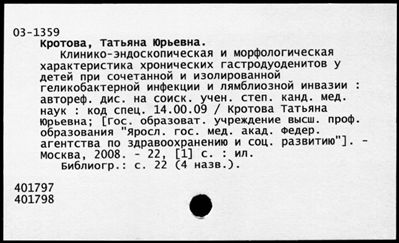 03-1359
Кротова, Татьяна Юрьевна.
Клинико-эндоскопическая и морфологическая
характеристика хронических гастродуоденитов у
детей при сочетанной и изолированной
геликобактерной инфекции и лямблиозной инвазии :
автореф. дис. на соиск. учен. степ. канд. мед.
наук : код спец. 14.00.09 / Кротова Татьяна
Юрьевна; [Гос. образоват. учреждение высш. проф.
образования "Яросл. гос. мед. акад. Федер.
агентства по здравоохранению и соц. развитию"]. -
Москва, 2008. - 22, [1] с. : ил.
Библиогр.: с. 22 (4 назв.).
401797
401798